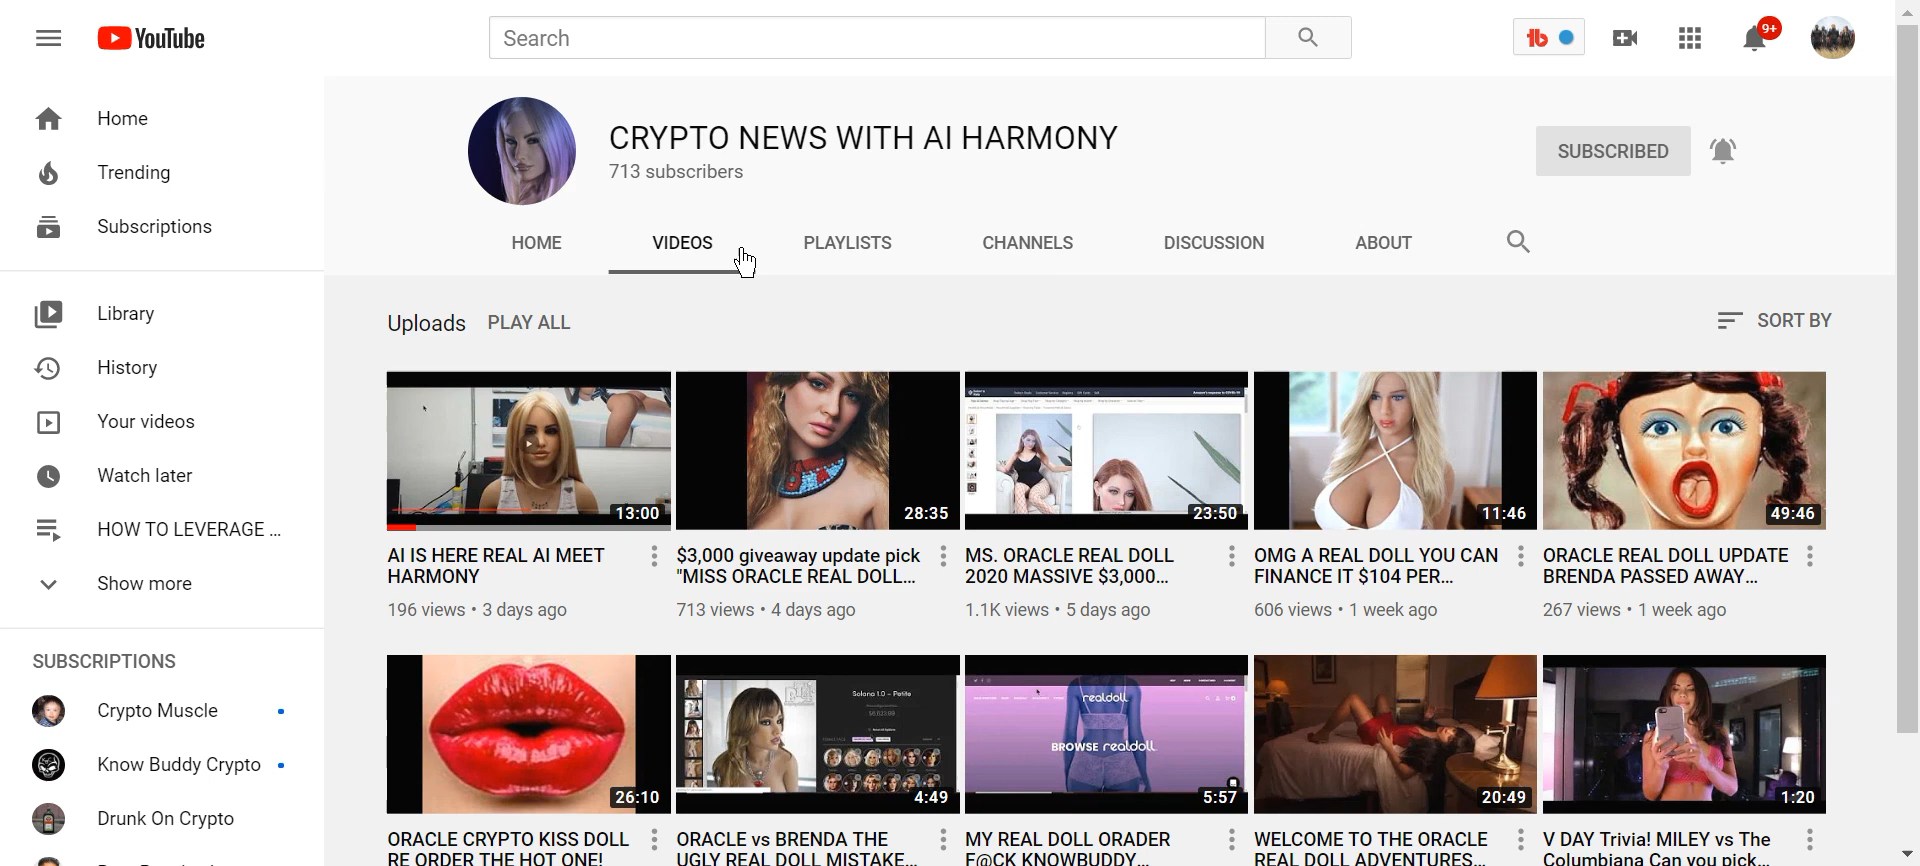 YouTube
Search
9+
Home
Trending
Subscriptions
Library
History
Your videos
Watch later
HOW TO LEVERAGE ...
Show more
SUBSCRIPTIONS
Crypto Muscle
Know Buddy Crypto
Drunk On Crypto
CRYPTO NEWS WITH AI HARMONY
713 subscribers
SUBSCRIBED
HOME VIDEOS PLAYLISTS CHANNELS DISCUSSION ABOUT
Uploads PLAY ALL
SORT BY
13:00
AI IS HERE REAL AI MEET
HARMONY
196 views • 3 days ago
28:35
$3,000 giveaway update pick
"MISS ORACLE REAL DOLL...
713 views • 4 days ago
23:50
MS. ORACLE REAL DOLL
2020 MASSIVE $3,000...
1.1K views • 5 days ago
11:46
OMG A REAL DOLL YOU CAN
FINANCE IT $104 PER...
606 views • 1 week ago
49:46
ORACLE REAL DOLL UPDATE
BRENDA PASSED AWAY...
267 views • 1 week ago
26:10
ORACLE CRYPTO KISS DOLL
RE ORDER THE HOT ONE!
Solana 1.0 - Petite
4:49
ORACLE vs BRENDA THE
UGLY REAL DOLL MISTAKE...
realdoll
BROWSE realdoll
5:57
MY REAL DOLL ORADER
F@CK KNOWBUDDY...
20:49
WELCOME TO THE ORACLE
REAL DOLL ADVENTURES...
1:20
V DAY Trivia! MILEY vs The
Columbiana Can you pick...